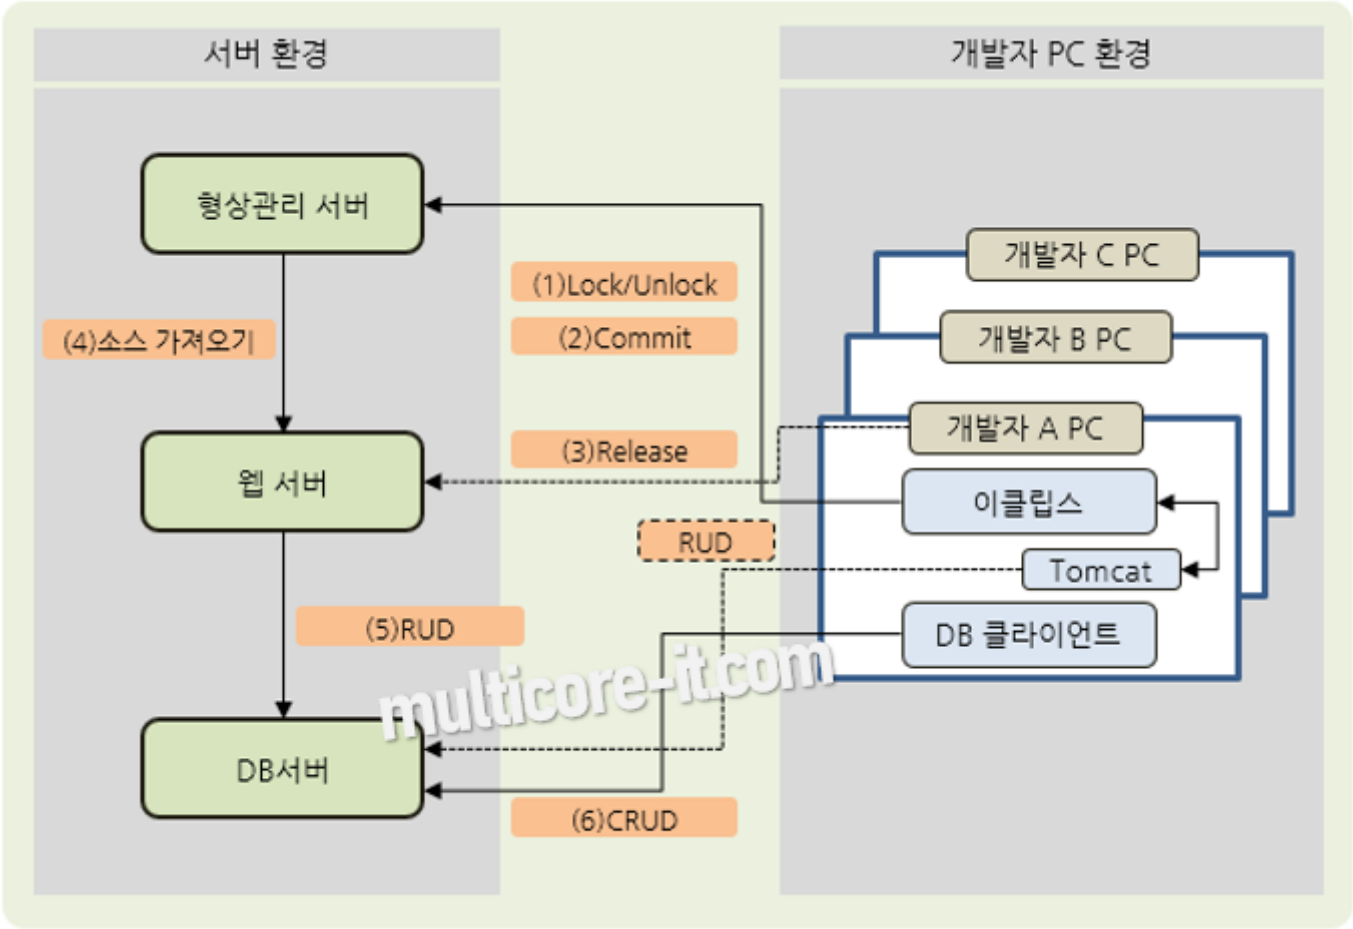 서버 환경
개발자 PC 환경
형상관리 서버
개발자 C PC
(1)Lock/Unlock
(4)소스 가져오기
(2)Commit
개발자 B PC
개발자 A PC
(3)Release
웹 서버
이클립스
RUD
Tomcat
(5)RUD
DB 클라이언트
multicore-it.com
DB서버
(6)CRUD